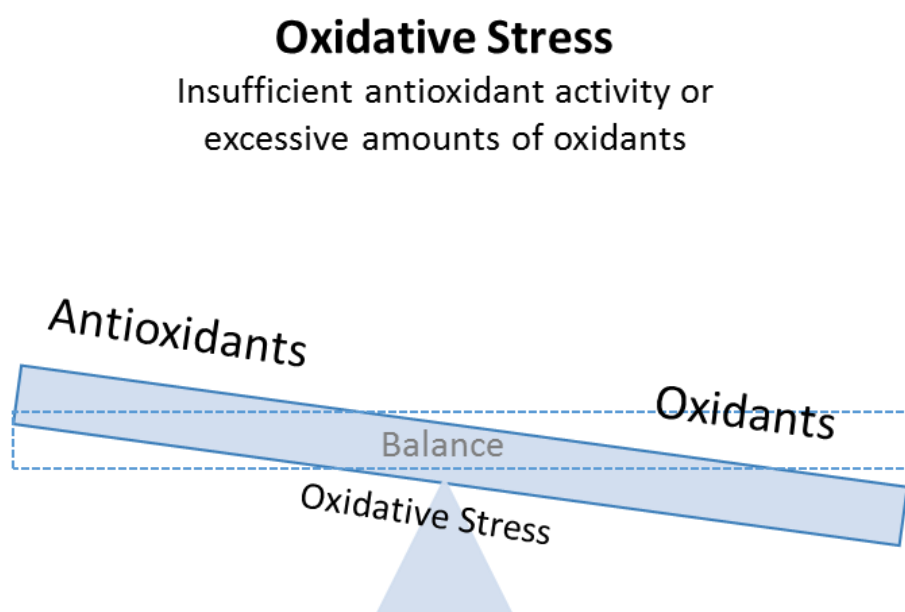 Oxidative Stress
Insufficient antioxidant activity or
excessive amounts of oxidants
Antioxidants
Oxidants
Balance
Oxidative Stress